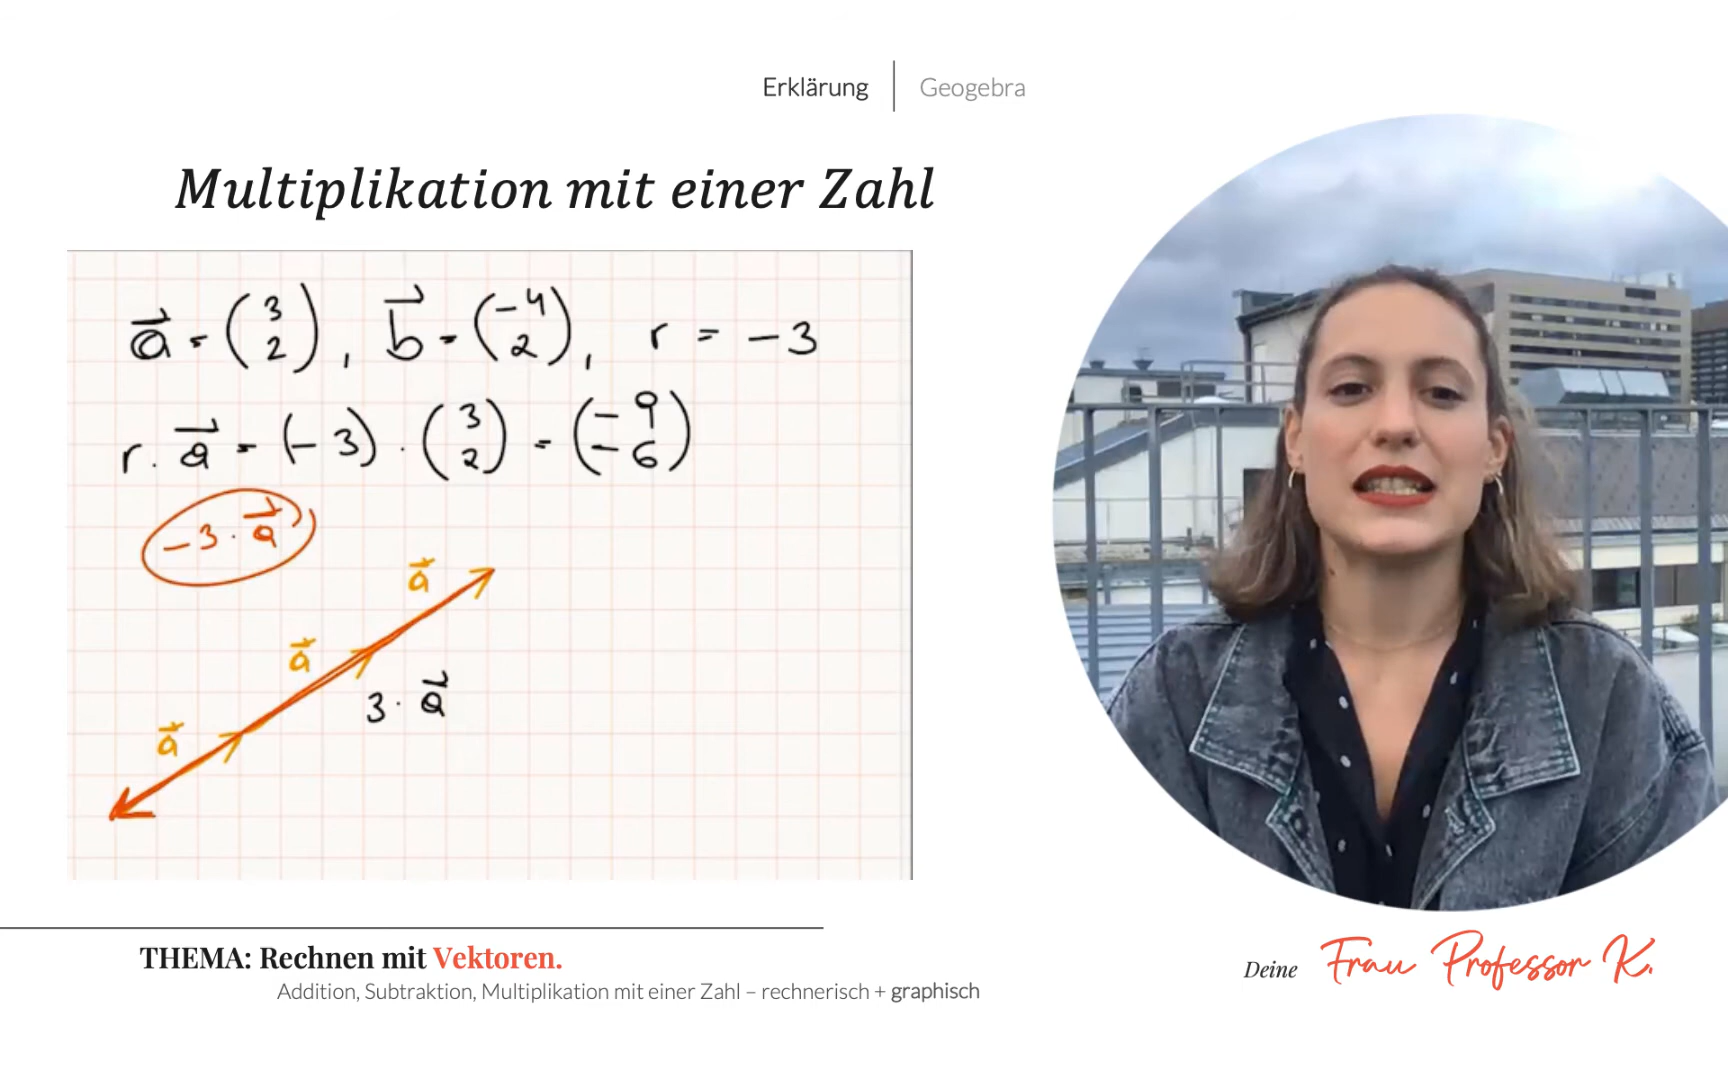 Erklärung | Geogebra
Multiplikation mit einer Zahl
a⃗ = (3 2), b⃗ = (-4 2), r = -3
r · a⃗ = (-3) · (3 2) = (-9 -6)
-3 · a⃗
a⃗
a⃗
3 · a⃗
a⃗
THEMA: Rechnen mit Vektoren.
Addition, Subtraktion, Multiplikation mit einer Zahl – rechnerisch + graphisch
Deine Frau Professor K.